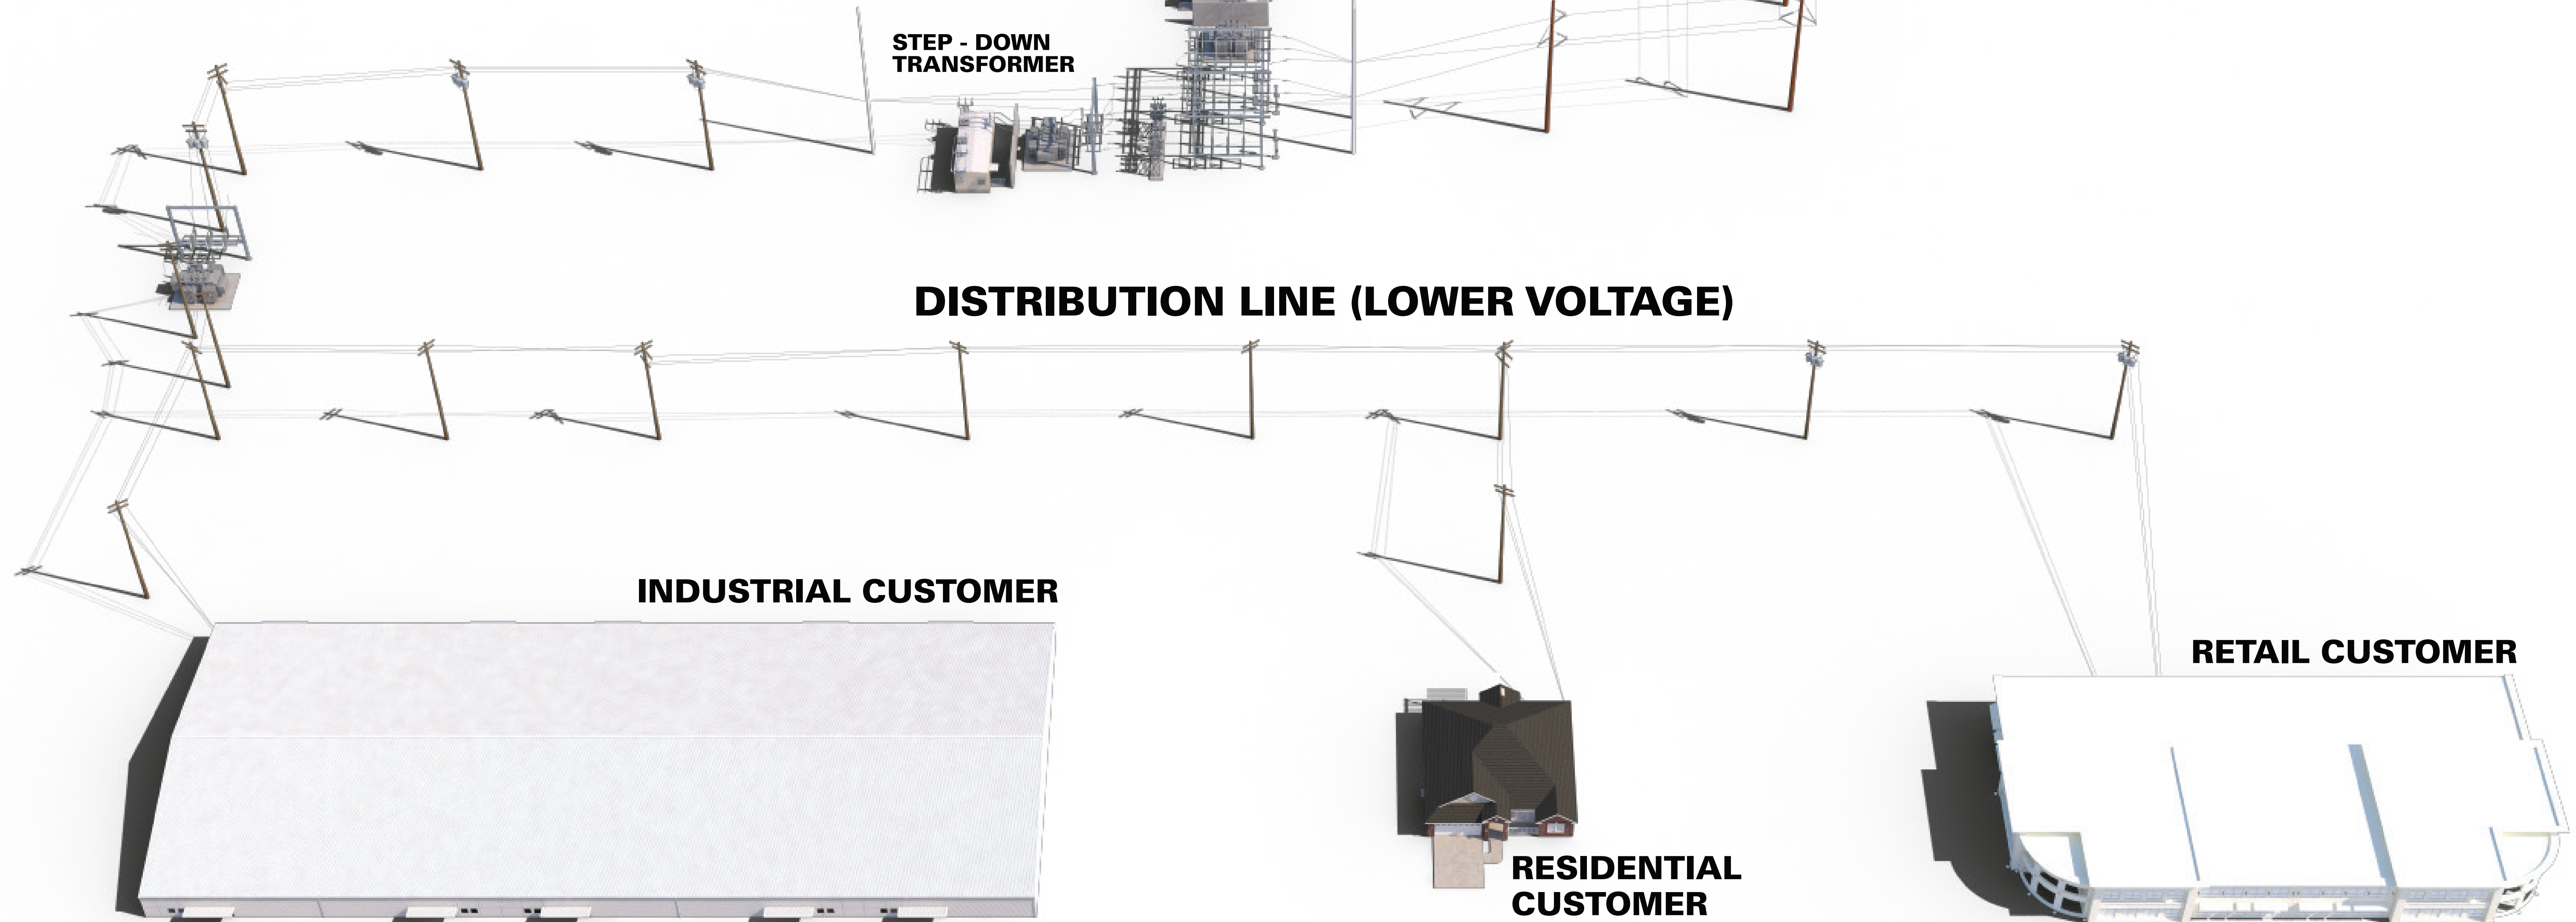 STEP - DOWN
TRANSFORMER
DISTRIBUTION LINE (LOWER VOLTAGE)
INDUSTRIAL CUSTOMER
RETAIL CUSTOMER
RESIDENTIAL
CUSTOMER